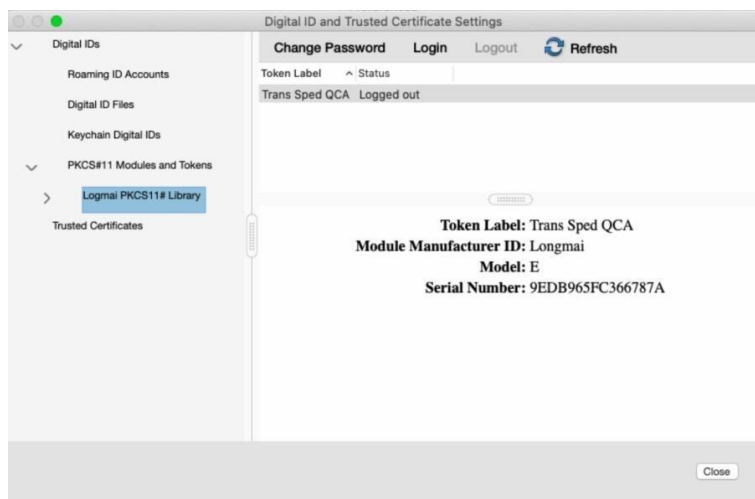 Digital ID and Trusted Certificate Settings
Digital IDs
Roaming ID Accounts
Digital ID Files
Keychain Digital IDs
PKCS#11 Modules and Tokens
Logmai PKCS11# Library
Trusted Certificates
Change Password Login Logout Refresh
Token Label Status
Trans Sped QCA Logged out
Token Label: Trans Sped QCA
Module Manufacturer ID: Longmai
Model: E
Serial Number: 9EDB965FC366787A
Close